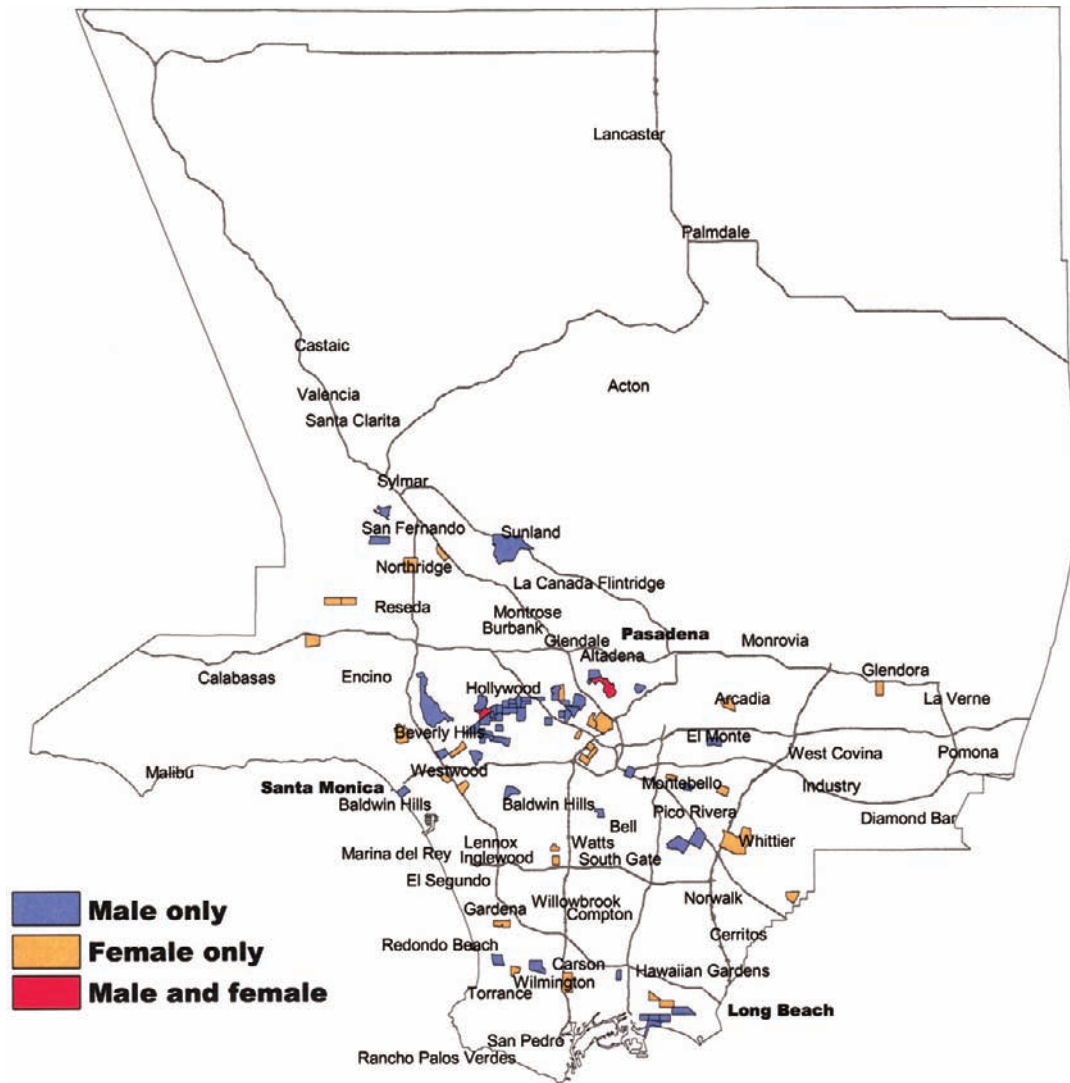 Lancaster
Palmdale
Castaic
Acton
Valencia
Santa Clarita
Sylmar
San Fernando
Sunland
Northridge
La Canada Flintridge
Reseda
Montrose
Burbank
Glendale
Pasadena
Monrovia
Altadena
Glendora
Calabasas
Encino
Hollywood
Arcadia
La Verne
Beverly Hills
El Monte
West Covina
Pomona
Malibu
Westwood
Santa Monica
Montebello
Industry
Baldwin Hills
Baldwin Hills
Pico Rivera
Diamond Bar
Bell
Marina del Rey
Lennox
Watts
Whittier
Inglewood
South Gate
El Segundo
Male only
Willowbrook
Norwalk
Gardena
Compton
Female only
Redondo Beach
Cerritos
Carson
Hawaiian Gardens
Male and female
Torrance
Wilmington
Long Beach
San Pedro
Rancho Palos Verdes